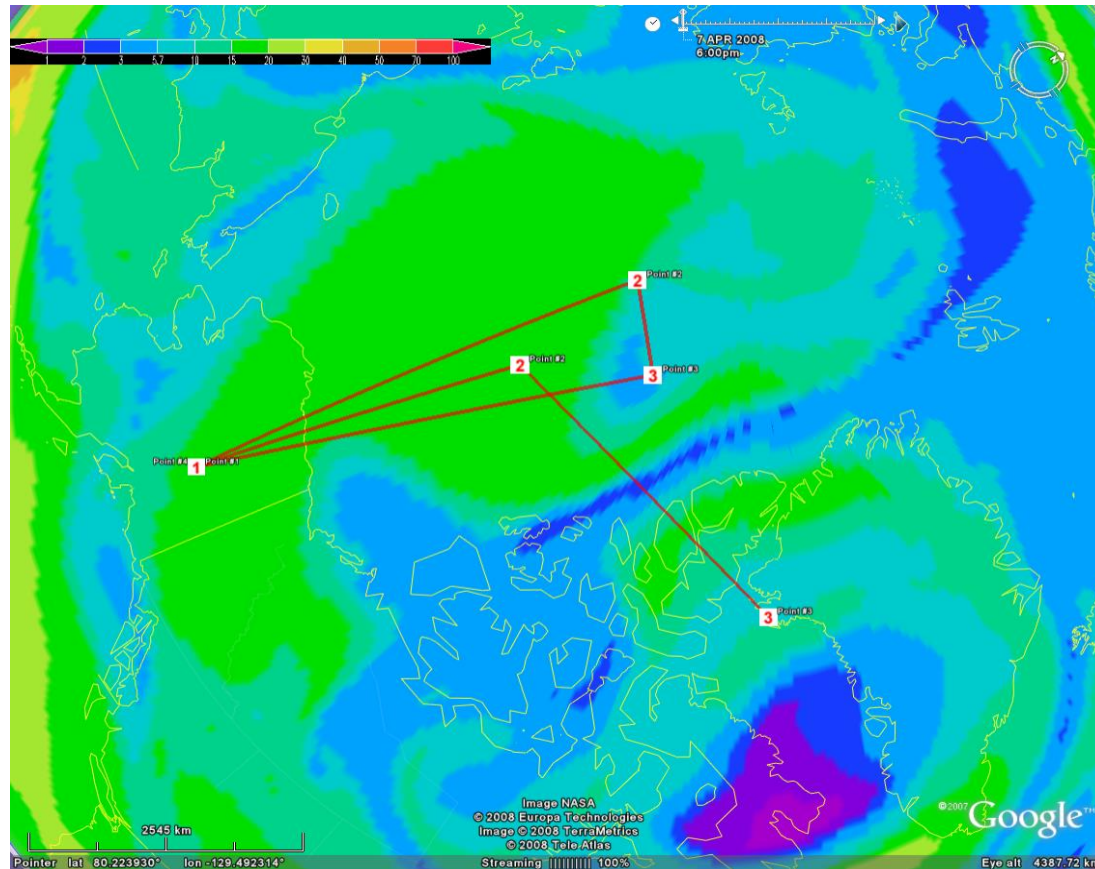 7 APR 2008
6:00pm
1 2 3 5.7 10 15 20 30 40 50 70 100
N
2 Point #2
2 Point #2
3 Point #3
Point #4 1 Point #1
3 Point #3
Image NASA
© 2008 Europa Technologies
Image © 2008 TerraMetrics
© 2008 Tele Atlas
©2007 Google™
2545 km
Pointer lat 80.223930° lon -129.492314° Streaming 100% Eye alt 4387.72 km